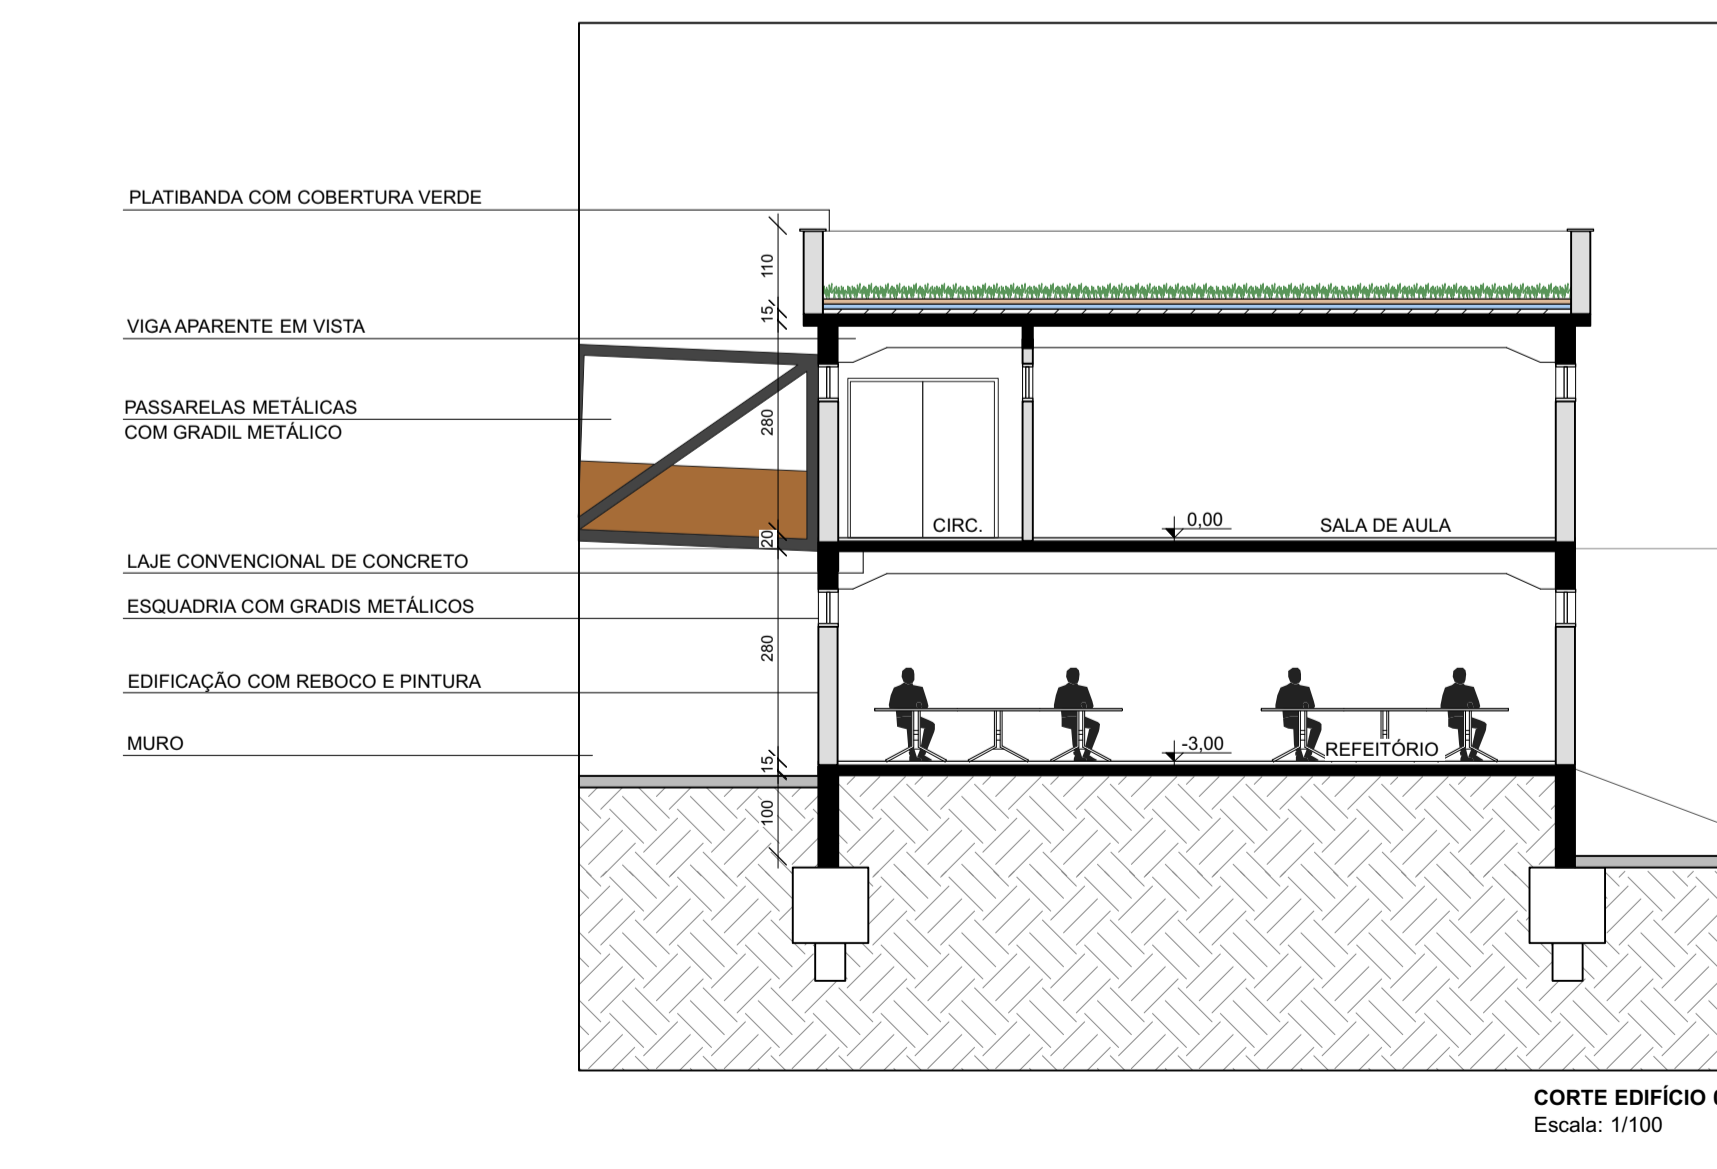 PLATIBANDA COM COBERTURA VERDE
110
15
VIGA APARENTE EM VISTA
PASSARELAS METÁLICAS
COM GRADIL METÁLICO
280
CIRC.
0,00
SALA DE AULA
20
LAJE CONVENCIONAL DE CONCRETO
ESQUADRIA COM GRADIS METÁLICOS
280
EDIFICAÇÃO COM REBOCO E PINTURA
MURO
-3,00
REFEITÓRIO
15
100
CORTE EDIFÍCIO
Escala: 1/100